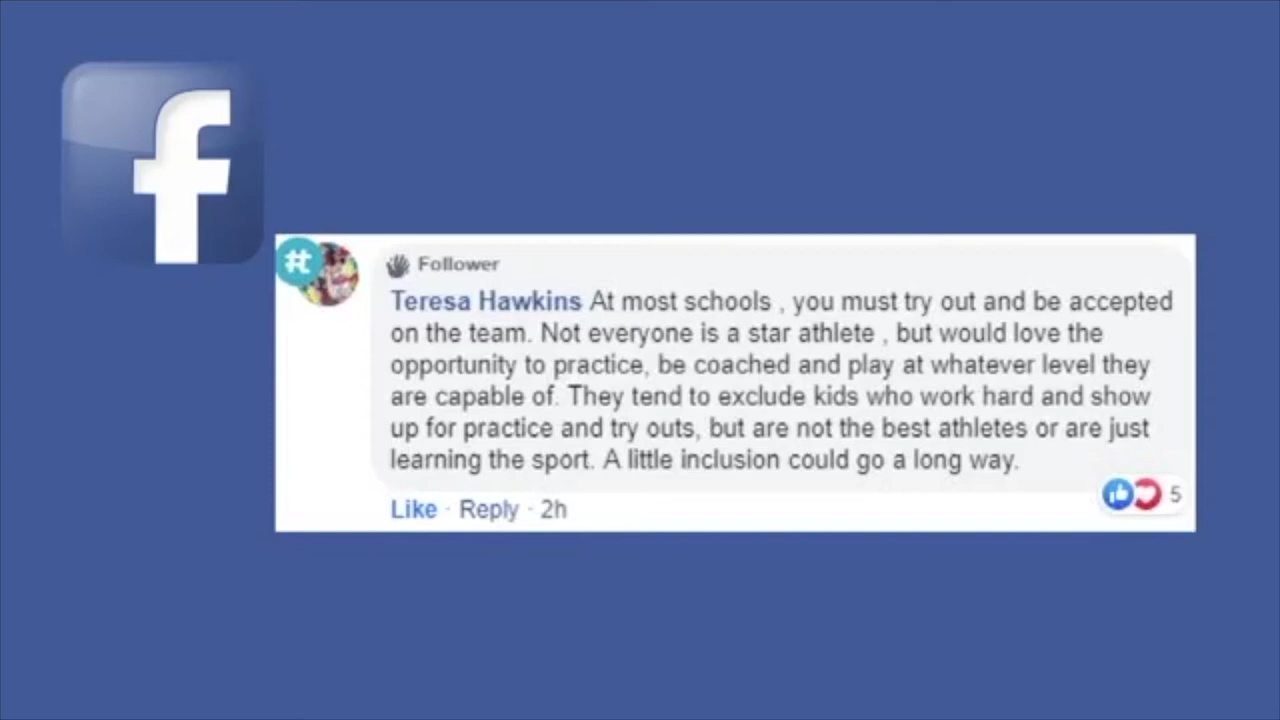 f
#
Follower
Teresa Hawkins At most schools , you must try out and be accepted
on the team. Not everyone is a star athlete , but would love the
opportunity to practice, be coached and play at whatever level they
are capable of. They tend to exclude kids who work hard and show
up for practice and try outs, but are not the best athletes or are just
learning the sport. A little inclusion could go a long way.
5
Like · Reply · 2h